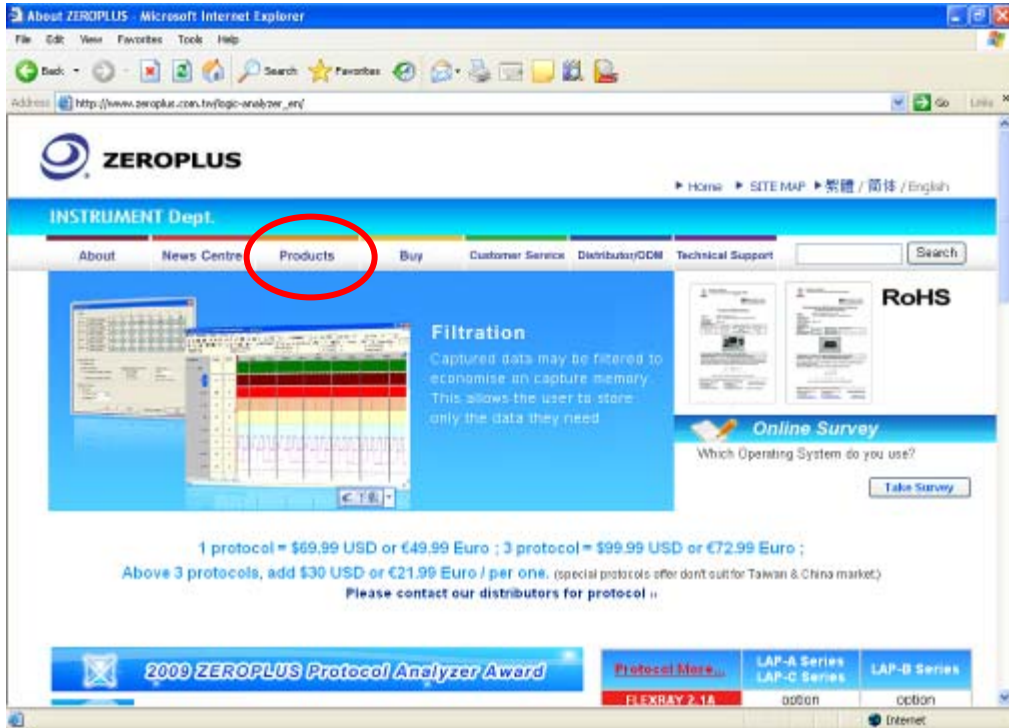 About ZEROPLUS - Microsoft Internet Explorer
File Edit View Favorites Tools Help
Back Search Favorites
Address http://www.zeroplus.com.tw/logic-analyzer_en/ Go Links
ZEROPLUS
Home SITE MAP 繁體 / 简体 / English
INSTRUMENT Dept.
About News Centre Products Buy Customer Service Distributor/ODM Technical Support Search
RoHS
Filtration
Captured data may be filtered to
economise on capture memory
This allows the user to store
only the data they need
Online Survey
Which Operating System do you use?
Take Survey
1 protocol = $69.99 USD or €49.99 Euro ; 3 protocol = $99.99 USD or €72.99 Euro ;
Above 3 protocols, add $30 USD or €21.99 Euro / per one. (special protocols offer don't suit for Taiwan & China market.)
Please contact our distributors for protocol »
2009 ZEROPLUS Protocol Analyzer Award
Protocol More... LAP-A Series LAP-C Series LAP-B Series
FLEXRAY 2.1A option option
Internet